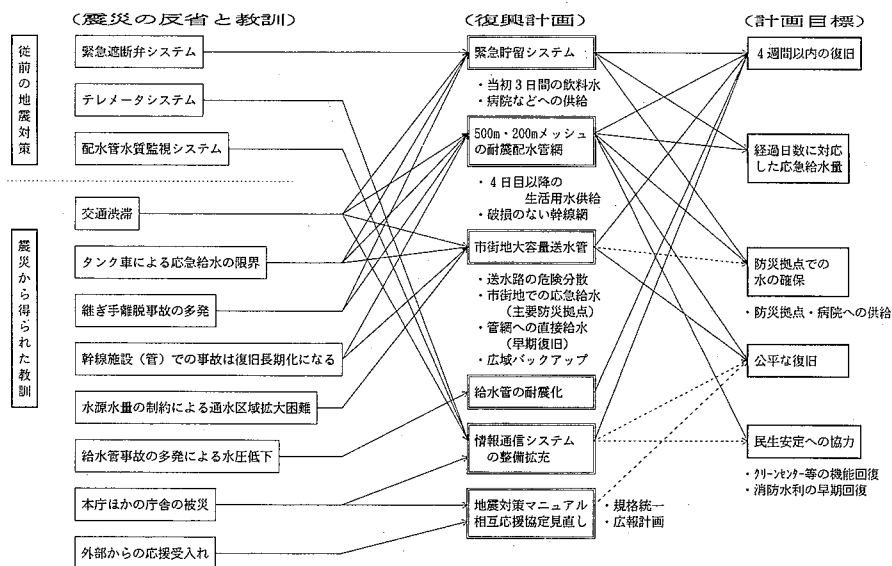 (震災の反省と教訓)
(復興計画)
(計画目標)
従前の地震対策
緊急遮断弁システム
テレメータシステム
配水管水質監視システム
震災から得られた教訓
交通渋滞
タンク車による応急給水の限界
継ぎ手離脱事故の多発
幹線施設(管)での事故は復旧長期化になる
水源水量の制約による通水区域拡大困難
給水管事故の多発による水圧低下
本庁ほかの庁舎の被災
外部からの応援受入れ
緊急貯留システム
・当初3日間の飲料水
・病院などへの供給
500m・200mメッシュ
の耐震配水管網
・4日目以降の
生活用水供給
・破損のない幹線網
市街地大容量送水管
・送水路の危険分散
・市街地での応急給水
(主要防災拠点)
・管網への直接給水
(早期復旧)
・広域バックアップ
給水管の耐震化
情報通信システム
の整備拡充
地震対策マニュアル
相互応援協定見直し
・規格統一
・広報計画
4週間以内の復旧
経過日数に対応
した応急給水量
防災拠点での
水の確保
・防災拠点・病院への供給
公平な復旧
民生安定への協力
・クリーンセンター等の機能回復
・消防水利の早期回復